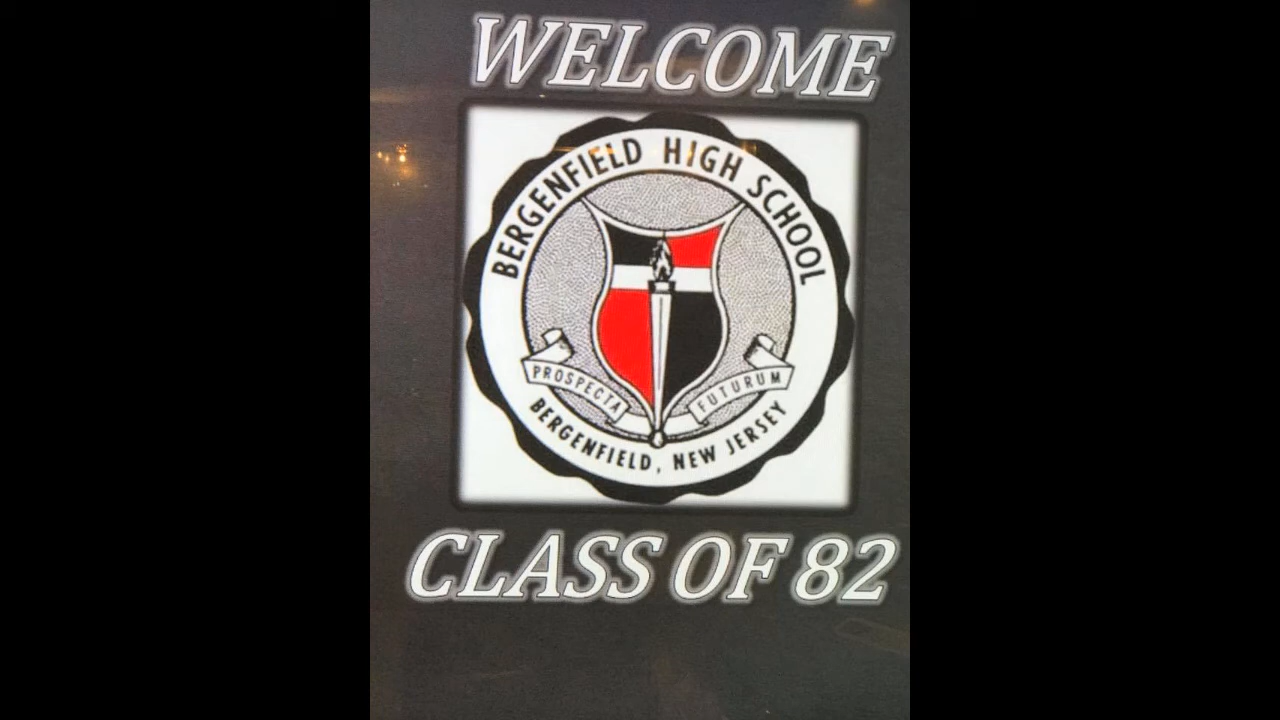 WELCOME
BERGENFIELD HIGH SCHOOL
PROSPECTA FUTURUM
BERGENFIELD, NEW JERSEY
CLASS OF 82